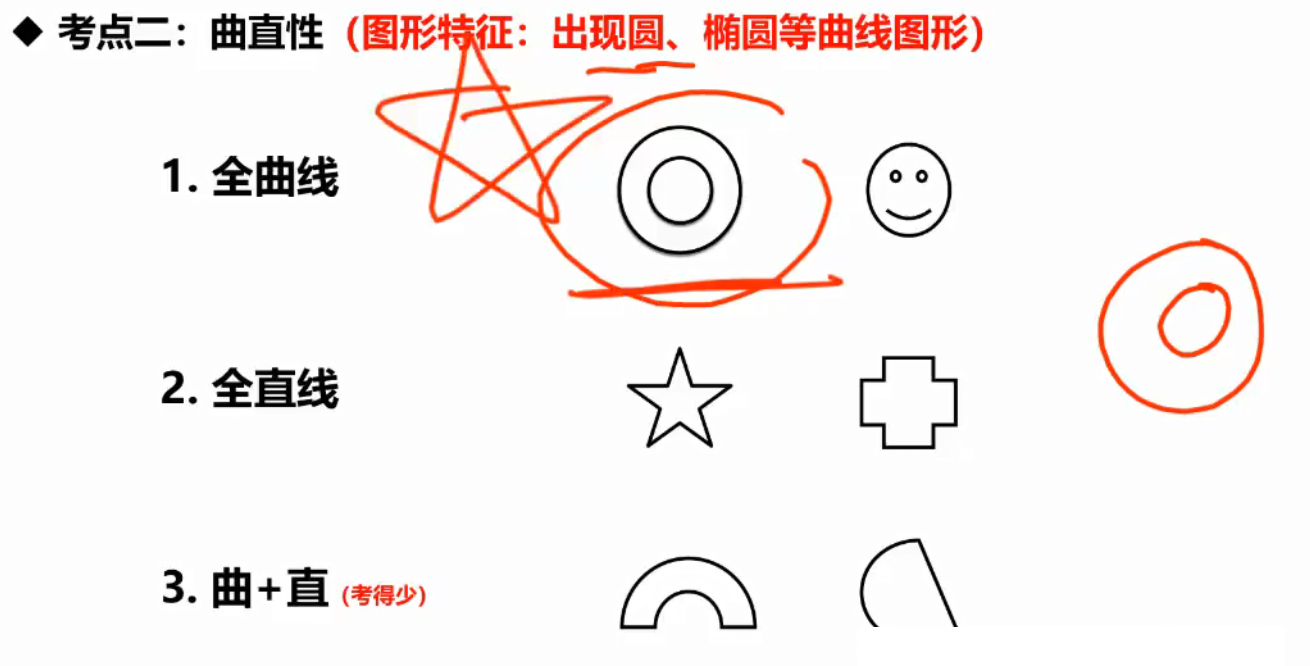 ◆ 考点二：曲直性（图形特征：出现圆、椭圆等曲线图形）
1. 全曲线
2. 全直线
3. 曲+直（考得少）